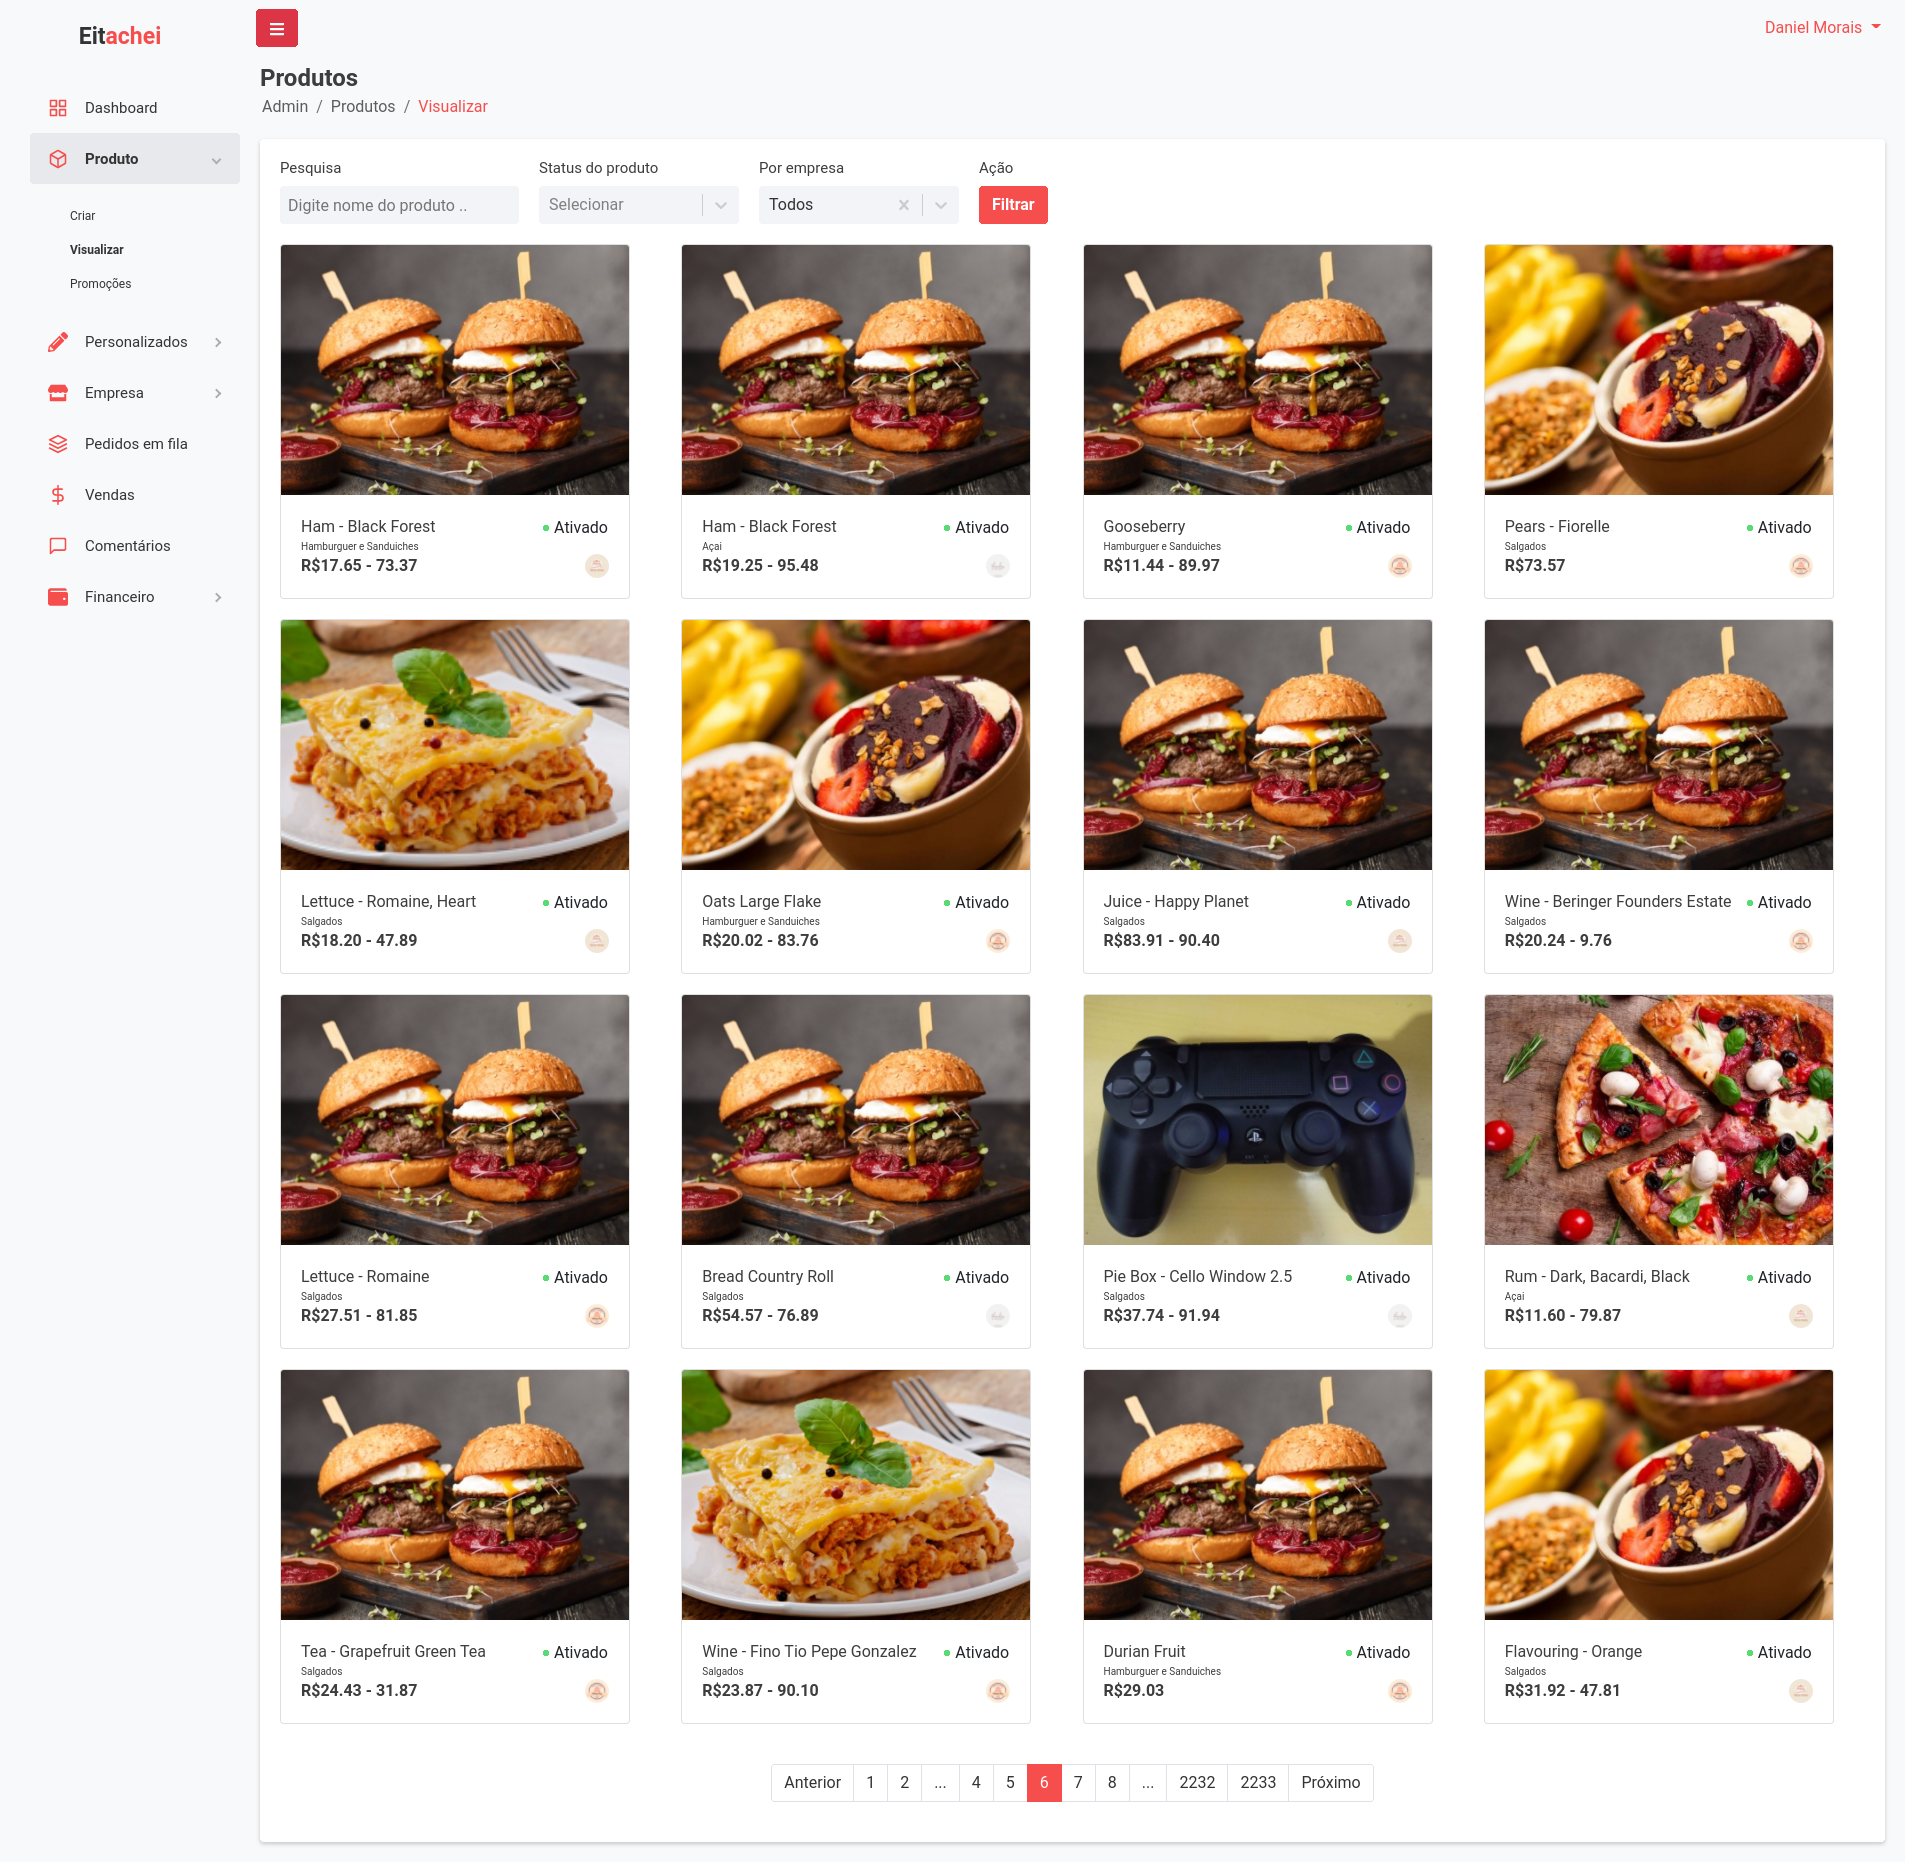 Eitachei
Daniel Morais
Dashboard
Produto
Criar
Visualizar
Promoções
Personalizados
Empresa
Pedidos em fila
Vendas
Comentários
Financeiro
Produtos
Admin / Produtos / Visualizar
Pesquisa
Status do produto
Por empresa
Ação
Digite nome do produto ..
Selecionar
Todos
Filtrar
Ham - Black Forest
Ativado
Hamburguer e Sanduiches
R$17.65 - 73.37
Ham - Black Forest
Ativado
Açai
R$19.25 - 95.48
Gooseberry
Ativado
Hamburguer e Sanduiches
R$11.44 - 89.97
Pears - Fiorelle
Ativado
Salgados
R$73.57
Lettuce - Romaine, Heart
Ativado
Salgados
R$18.20 - 47.89
Oats Large Flake
Ativado
Hamburguer e Sanduiches
R$20.02 - 83.76
Juice - Happy Planet
Ativado
Salgados
R$83.91 - 90.40
Wine - Beringer Founders Estate
Ativado
Salgados
R$20.24 - 9.76
Lettuce - Romaine
Ativado
Salgados
R$27.51 - 81.85
Bread Country Roll
Ativado
Salgados
R$54.57 - 76.89
Pie Box - Cello Window 2.5
Ativado
Salgados
R$37.74 - 91.94
Rum - Dark, Bacardi, Black
Ativado
Açai
R$11.60 - 79.87
Tea - Grapefruit Green Tea
Ativado
Salgados
R$24.43 - 31.87
Wine - Fino Tio Pepe Gonzalez
Ativado
Salgados
R$23.87 - 90.10
Durian Fruit
Ativado
Hamburguer e Sanduiches
R$29.03
Flavouring - Orange
Ativado
Salgados
R$31.92 - 47.81
Anterior 1 2 ... 4 5 6 7 8 ... 2232 2233 Próximo